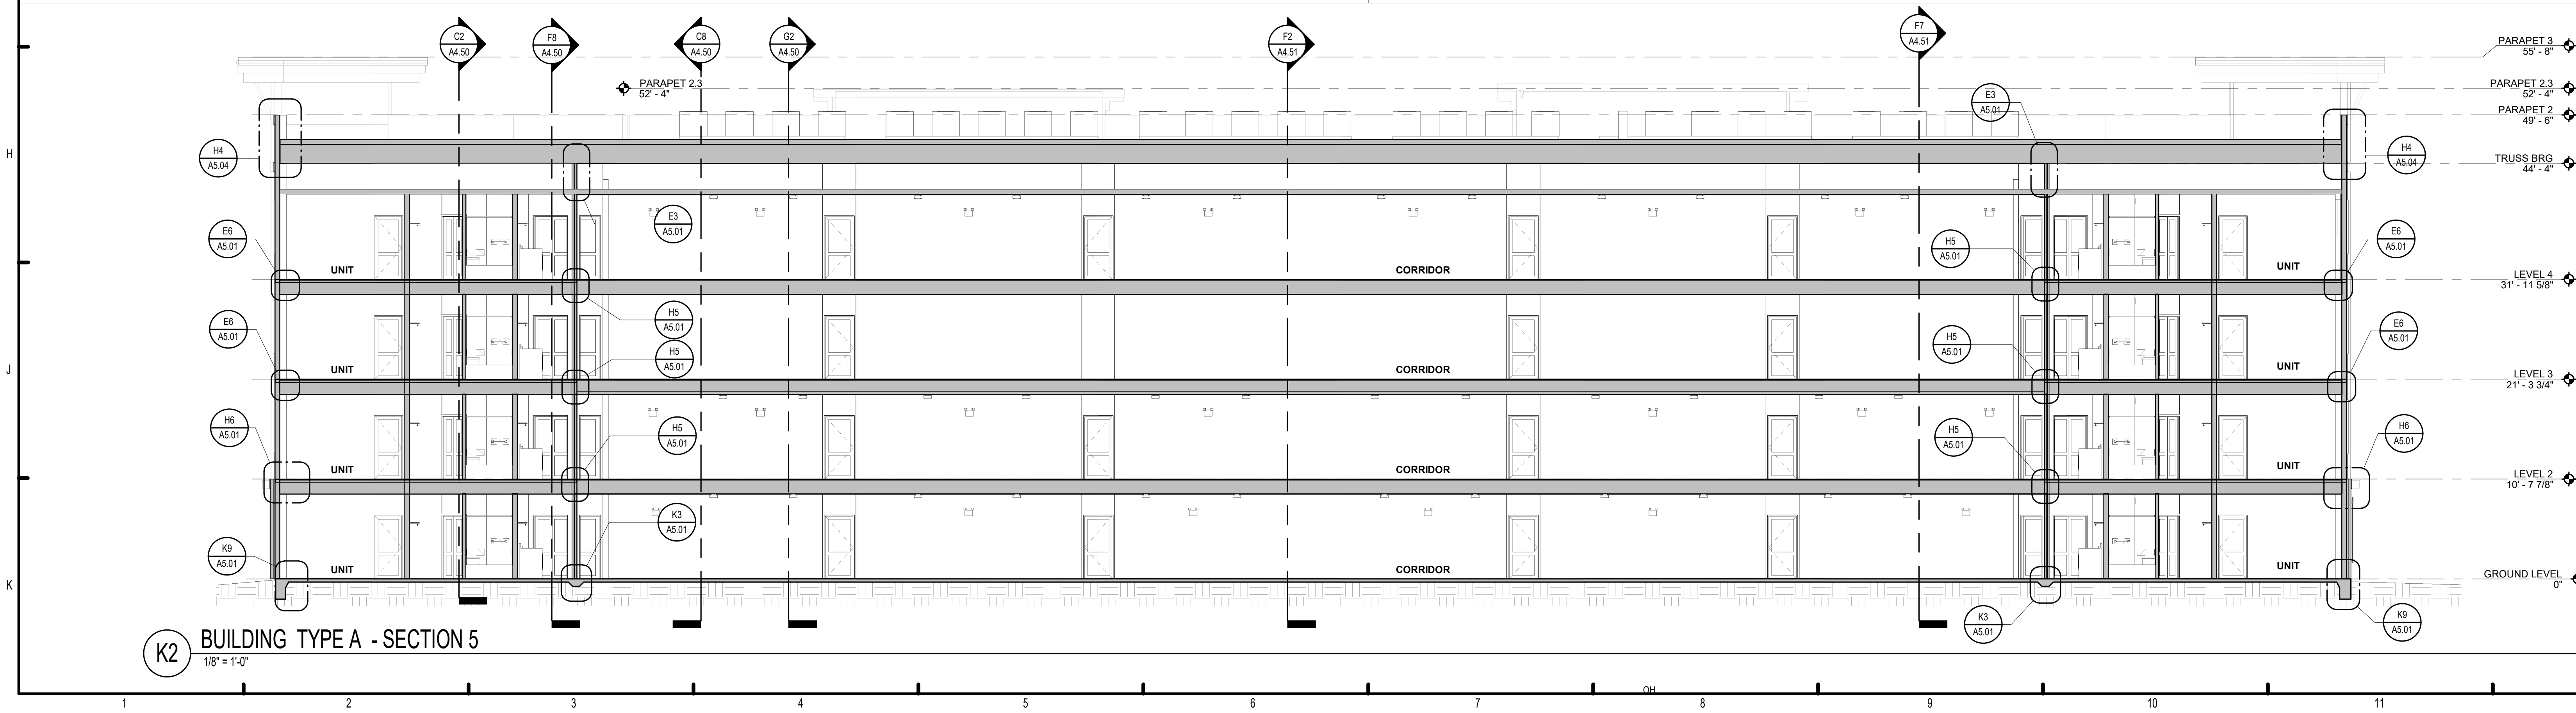 C2
A4.50
F8
A4.50
C8
A4.50
G2
A4.50
F2
A4.51
F7
A4.51
PARAPET 3
55' - 8"
PARAPET 2.3
52' - 4"
PARAPET 2.3
52' - 4"
PARAPET 2
49' - 6"
E3
A5.01
H
H4
A5.04
H4
A5.04
TRUSS BRG
44' - 4"
E3
A5.01
E6
A5.01
H5
A5.01
E6
A5.01
UNIT
CORRIDOR
UNIT
LEVEL 4
31' - 11 5/8"
H5
A5.01
E6
A5.01
H5
A5.01
H5
A5.01
E6
A5.01
J
UNIT
CORRIDOR
UNIT
LEVEL 3
21' - 3 3/4"
H6
A5.01
H5
A5.01
H5
A5.01
H6
A5.01
UNIT
CORRIDOR
UNIT
LEVEL 2
10' - 7 7/8"
K3
A5.01
K9
A5.01
UNIT
CORRIDOR
UNIT
GROUND LEVEL
0"
K
K3
A5.01
K9
A5.01
K2
BUILDING TYPE A - SECTION 5
1/8" = 1'-0"
OH
1 2 3 4 5 6 7 8 9 10 11